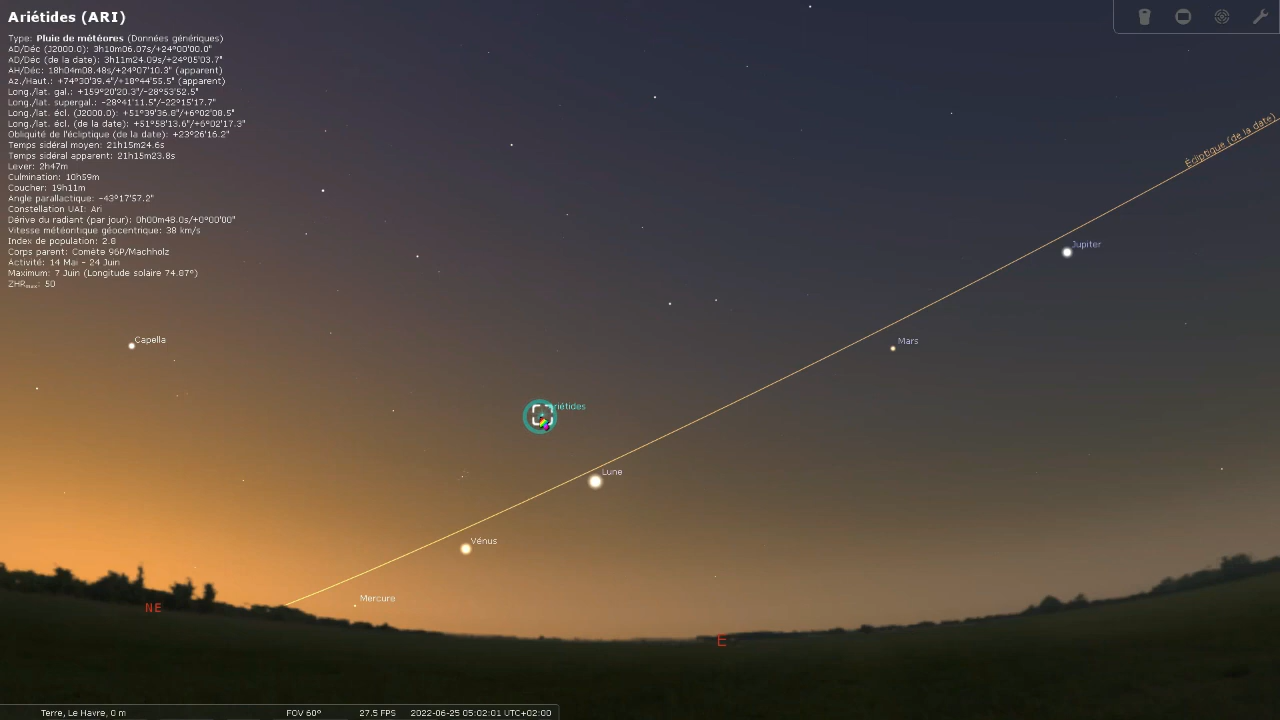 Ariétides (ARI)
Type: Pluie de météores (Données génériques)
AD/Déc (J2000.0): 3h10m06.07s/+24°00'00.0"
AD/Déc (de la date): 3h11m24.09s/+24°05'03.7"
AH/Déc: 18h04m08.48s/+24°07'10.3" (apparent)
Az./Haut.: +74°30'39.4"/+18°44'55.5" (apparent)
Long./lat. gal.: +159°20'20.3"/-28°53'52.5"
Long./lat. supergal.: -28°41'11.5"/-22°15'17.7"
Long./lat. écl. (J2000.0): +51°39'36.8"/+6°02'08.5"
Long./lat. écl. (de la date): +51°58'13.6"/+6°02'17.3"
Obliquité de l'écliptique (de la date): +23°26'16.2"
Temps sidéral moyen: 21h15m24.6s
Temps sidéral apparent: 21h15m23.8s
Lever: 2h47m
Culmination: 10h59m
Coucher: 19h11m
Angle parallactique: -43°17'57.2"
Constellation UAI: Ari
Dérive du radiant (par jour): 0h00m48.0s/+0°00'00"
Vitesse météoritique géocentrique: 38 km/s
Index de population: 2.8
Corps parent: Comète 96P/Machholz
Activité: 14 Mai - 24 Juin
Maximum: 7 Juin (Longitude solaire 74.87°)
ZHRmax: 50
Écliptique (de la date)
Jupiter
Capella
Mars
riétides
Lune
Vénus
Mercure
NE
E
Terre, Le Havre, 0 m FOV 60° 27.5 FPS 2022-06-25 05:02:01 UTC+02:00